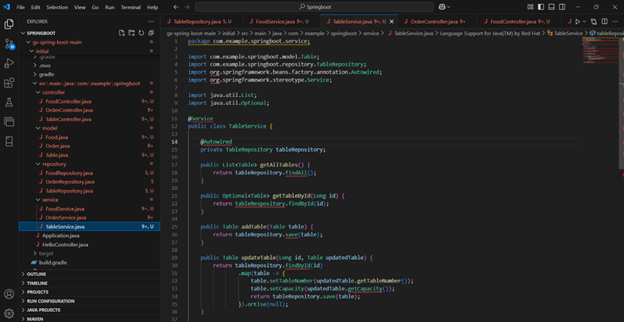 File Edit Selection View Go Run Terminal Help
Springboot
EXPLORER
SPRINGBOOT
gs-spring-boot-main
initial
.gradle
.mvn
gradle
src \ main \ java \ com \ example \ springboot
controller
FoodController.java 9+, U
OrderController.java 9+
TableController.java 9+, U
model
Food.java 9+, U
Order.java 9+
Table.java 9+, U
repository
FoodRepository.java 5, U
OrderRepository.java 5
TableRepository.java 5, U
service
FoodService.java 9+, U
OrderService.java 9+
TableService.java 9+, U
Application.java
HelloController.java
target
build.gradle
OUTLINE
TIMELINE
PROJECTS
RUN CONFIGURATION
JAVA PROJECTS
MAVEN
TableRepository.java 5, U
FoodService.java 9+, U
TableService.java 9+, U
OrderController.java 9+
FoodController.java 9+, U
gs-spring-boot-main > initial > src > main > java > com > example > springboot > service > TableService.java > Language Support for Java(TM) by Red Hat > TableService > tableReposito
1 package com.example.springboot.service;
2
3 import com.example.springboot.model.Table;
4 import com.example.springboot.repository.TableRepository;
5 import org.springframework.beans.factory.annotation.Autowired;
6 import org.springframework.stereotype.Service;
7
8 import java.util.List;
9 import java.util.Optional;
10
11 @Service
12 public class TableService {
13
14 @Autowired
15 private TableRepository tableRepository;
16
17 public List<Table> getAllTables() {
18 return tableRepository.findAll();
19 }
20
21 public Optional<Table> getTableById(Long id) {
22 return tableRespository.findById(id);
23 }
24
25 public Table addTable(Table table) {
26 return tableRepository.save(table);
27 }
28
29 public Table updateTable(Long id, Table updatedTable) {
30 return tableRepository.findById(id)
31 .map(table -> {
32 table.setTableNumber(updatedTable.getTableNumber());
33 table.setCapacity(updatedTable.getCapacity());
34 return tableRepository.save(table);
35 }).orElse(null);
36 }
37